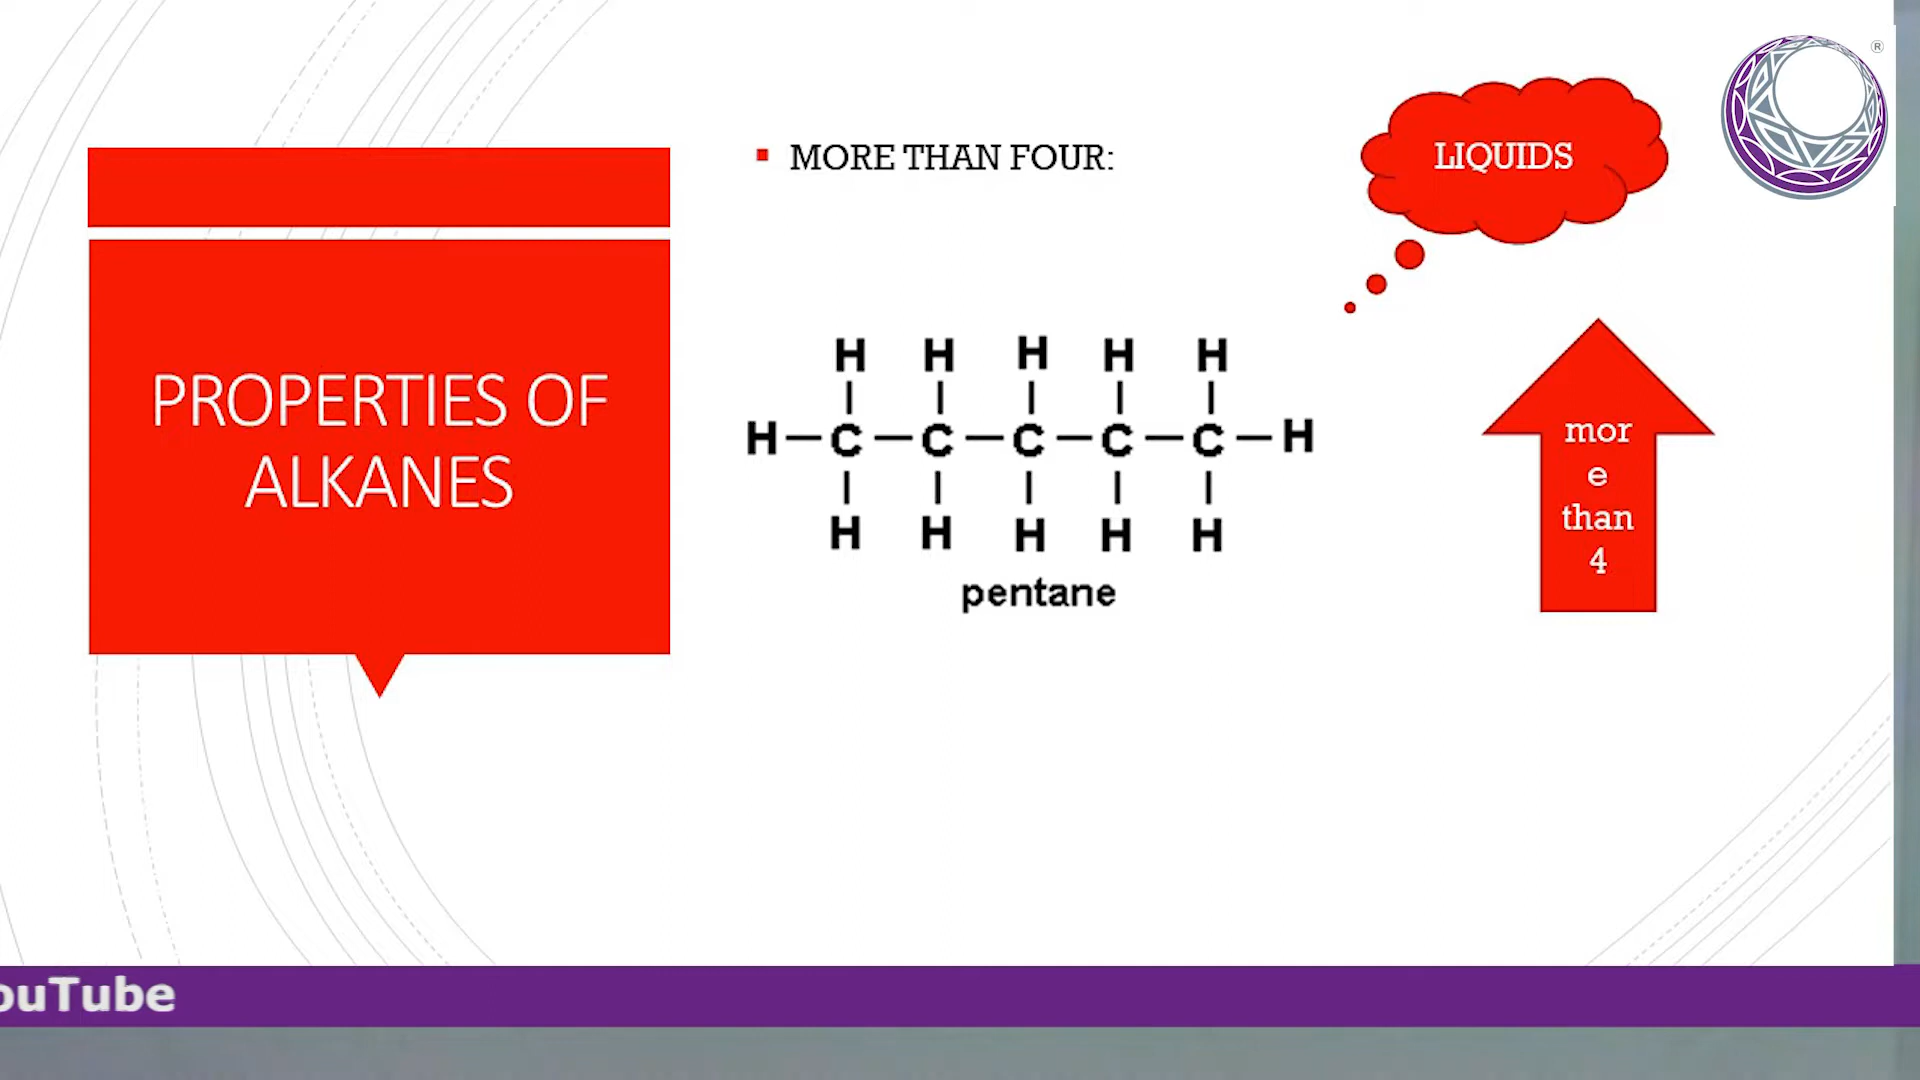 PROPERTIES OF
ALKANES
MORE THAN FOUR:
LIQUIDS
H H H H H
H C C C C C H
H H H H H
pentane
mor
e
than
4
®
ouTube